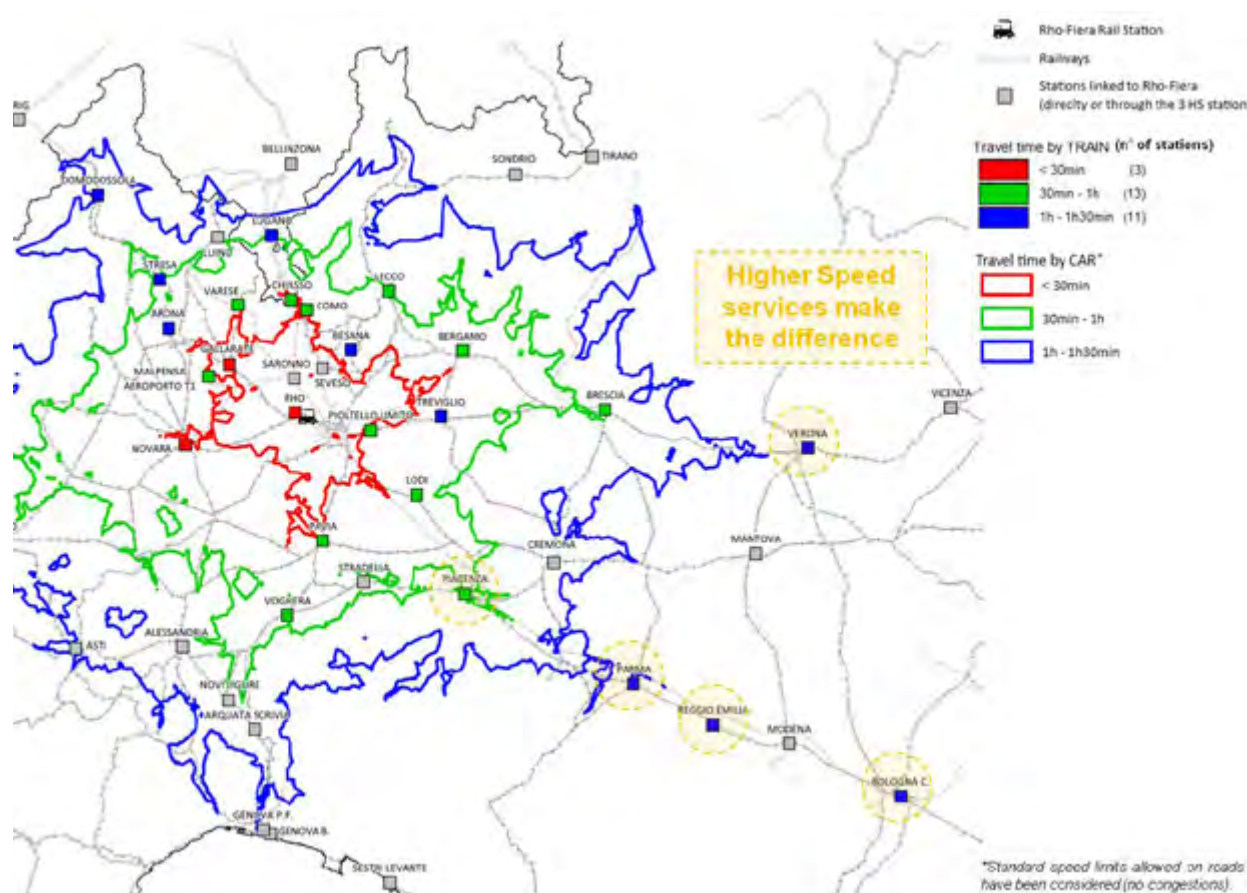 Rho-Fiera Rail Station
Railways
Stations linked to Rho-Fiera
(direclty or through the 3 HS station
Travel time by TRAIN (n° of stations)
< 30min (3)
30min - 1h (13)
1h - 1h30min (11)
Travel time by CAR*
< 30min
30min - 1h
1h - 1h30min
Higher Speed
services make
the difference
RIG
BELLINZONA
SONDRIO
TIRANO
DOMODOSSOLA
LUGANO
LUINO
STRESA
VARESE
CHIASSO
COMO
LECCO
ARONA
BESANA
BERGAMO
GALLARATE
SARONNO
SEVESO
MALPENSA
AEROPORTO T1
RHO
PIOLTELLO LIMITO
TREVIGLIO
BRESCIA
VICENZA
VERONA
NOVARA
LODI
PAVIA
CREMONA
MANTOVA
STRADELLA
PIACENZA
VOGHERA
ALESSANDRIA
ASTI
NOVI LIGURE
ARQUATA SCRIVIA
PARMA
REGGIO EMILIA
MODENA
BOLOGNA C.
GENOVA P.F.
GENOVA B.
SESTRI LEVANTE
*Standard speed limits allowed on roads
have been considered (no congestions).